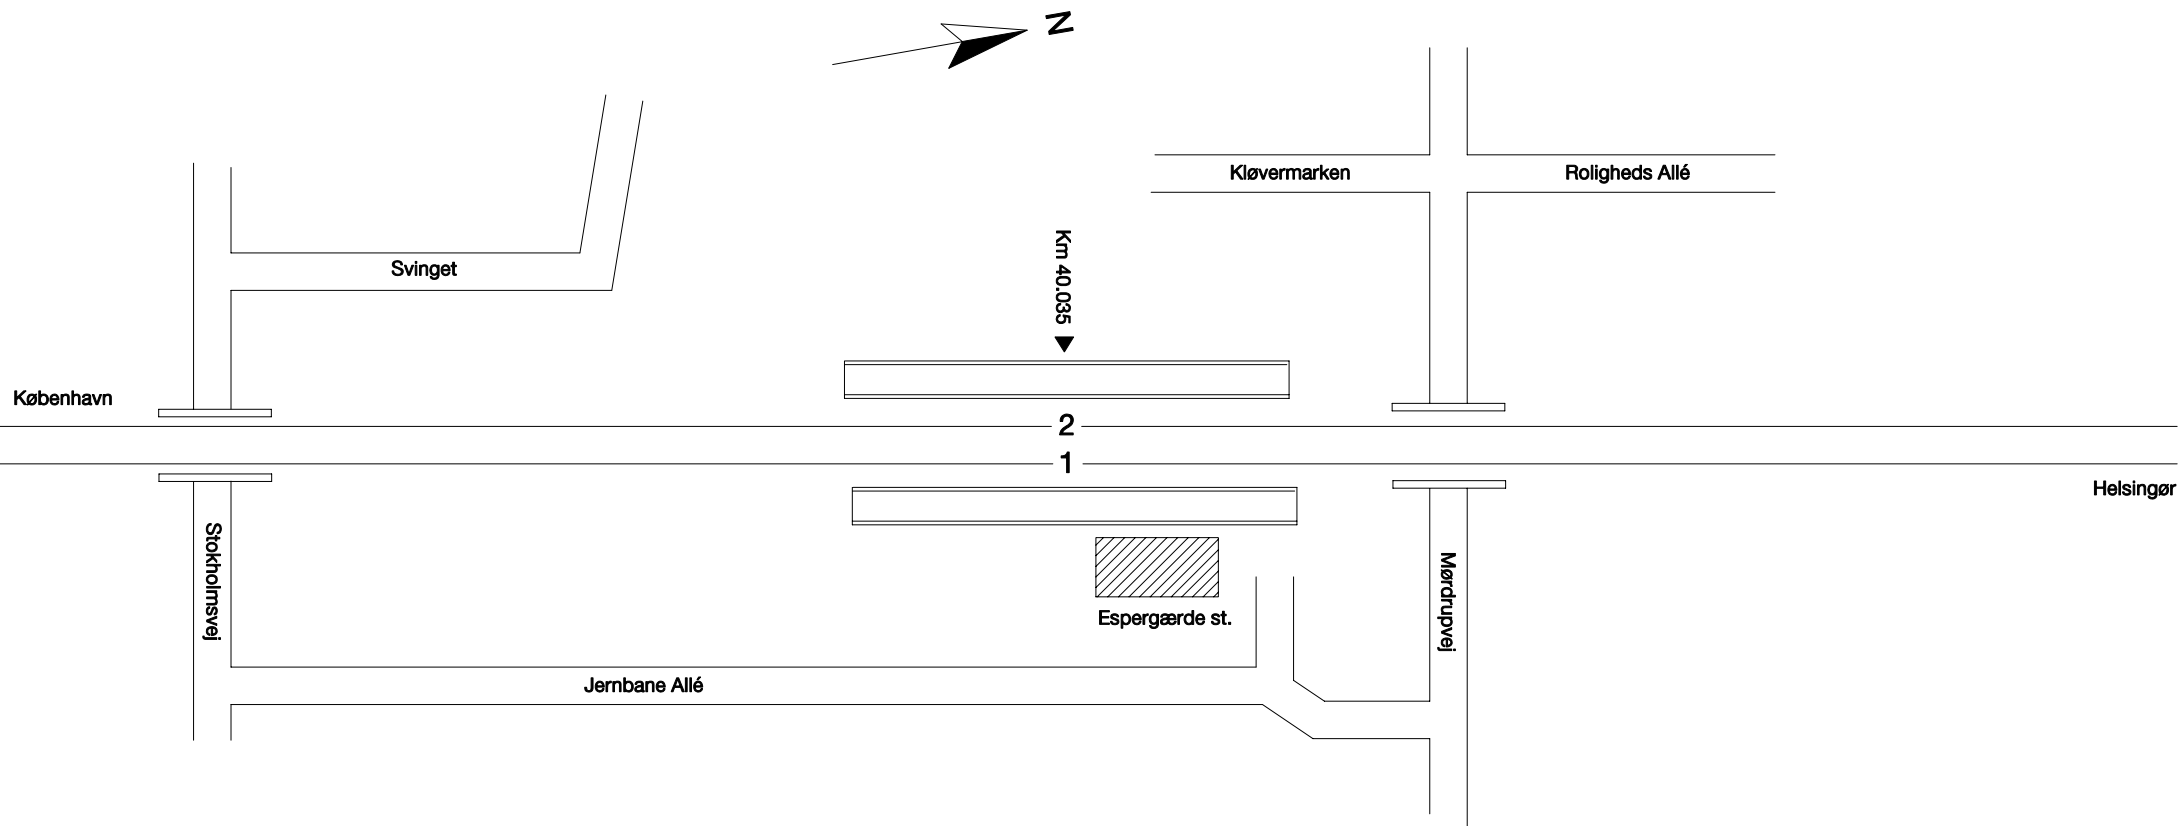 N
Kløvermarken
Roligheds Allé
Svinget
Km 40.035
København
2
1
Helsingør
Stokholmsvej
Mørdrupvej
Espergærde st.
Jernbane Allé